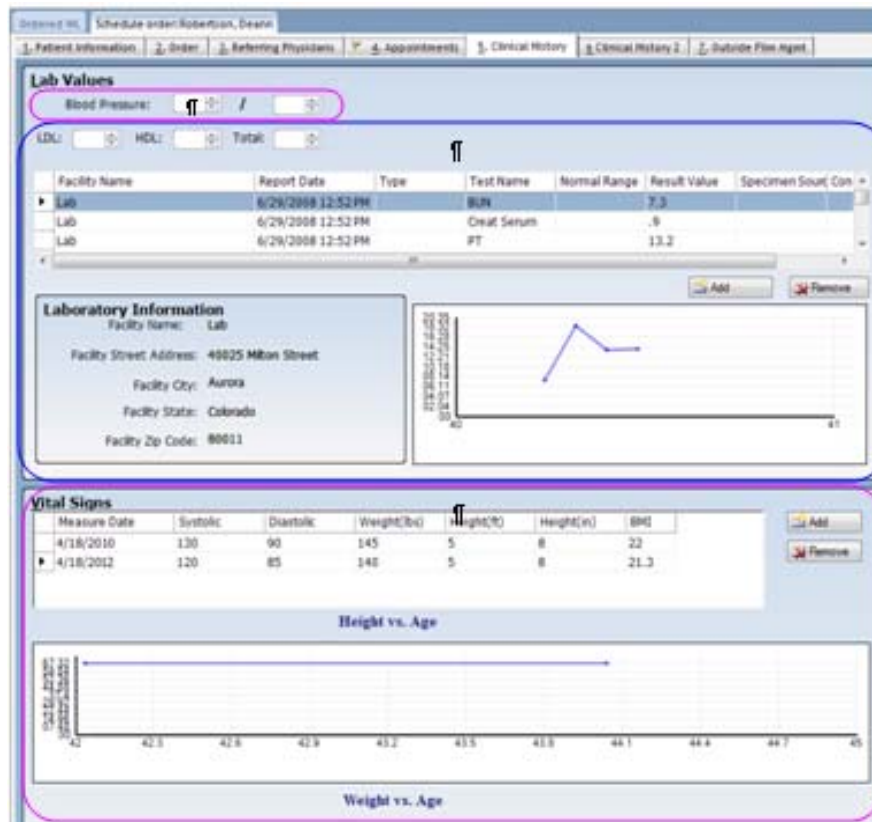 Ordered WL Schedule order: Robertson, Deann
1. Patient Information 2. Order 3. Referring Physicians 4. Appointments 5. Clinical History 6 Clinical History 2 7. Outside Film Agmt
Lab Values
Blood Pressure: ¶ /
LDL: HDL: Total: ¶
Facility Name Report Date Type Test Name Normal Range Result Value Specimen Sour Con
Lab 6/29/2008 12:52 PM BUN 7.3
Lab 6/29/2008 12:52 PM Creat Serum .9
Lab 6/29/2008 12:52 PM PT 13.2
Add Remove
Laboratory Information
Facility Name: Lab
Facility Street Address: 40025 Milton Street
Facility City: Aurora
Facility State: Colorado
Facility Zip Code: 80011
40 41
Vital Signs ¶
Measure Date Systolic Diastolic Weight(lbs) Height(ft) Height(in) BMI Add
4/18/2010 130 90 145 5 8 22
4/18/2012 120 85 140 5 8 21.3 Remove
Height vs. Age
42 42.3 42.6 42.9 43.2 43.5 43.8 44.1 44.4 44.7 45
Weight vs. Age